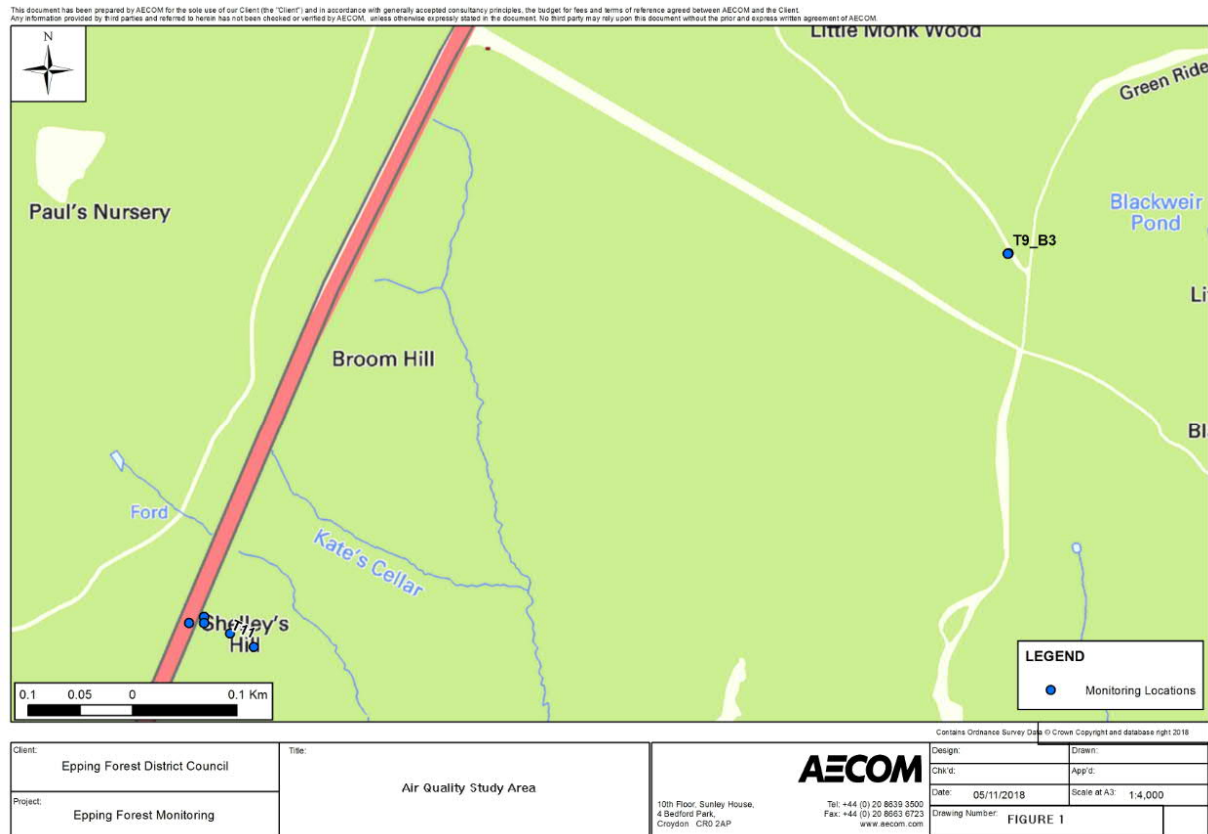 This document has been prepared by AECOM for the sole use of our Client (the "Client") and in accordance with generally accepted consultancy principles, the budget for fees and terms of reference agreed between AECOM and the Client.
Any information provided by third parties and referred to herein has not been checked or verified by AECOM, unless otherwise expressly stated in the document. No third party may rely upon this document without the prior and express written agreement of AECOM.
N
Little Monk Wood
Green Ride
Paul's Nursery
Blackweir
Pond
T9_B3
Broom Hill
Ford
Kate's Cellar
Shelley's
Hill
LEGEND
Monitoring Locations
0.1 0.05 0 0.1 Km
Contains Ordnance Survey Data © Crown Copyright and database right 2018
Client:
Epping Forest District Council
Project:
Epping Forest Monitoring
Title:
Air Quality Study Area
AECOM
10th Floor, Sunley House,
4 Bedford Park,
Croydon CR0 2AP
Tel: +44 (0) 20 8639 3500
Fax: +44 (0) 20 8663 6723
www.aecom.com
Design:
Drawn:
Chk'd:
App'd:
Date: 05/11/2018
Scale at A3: 1:4,000
Drawing Number: FIGURE 1